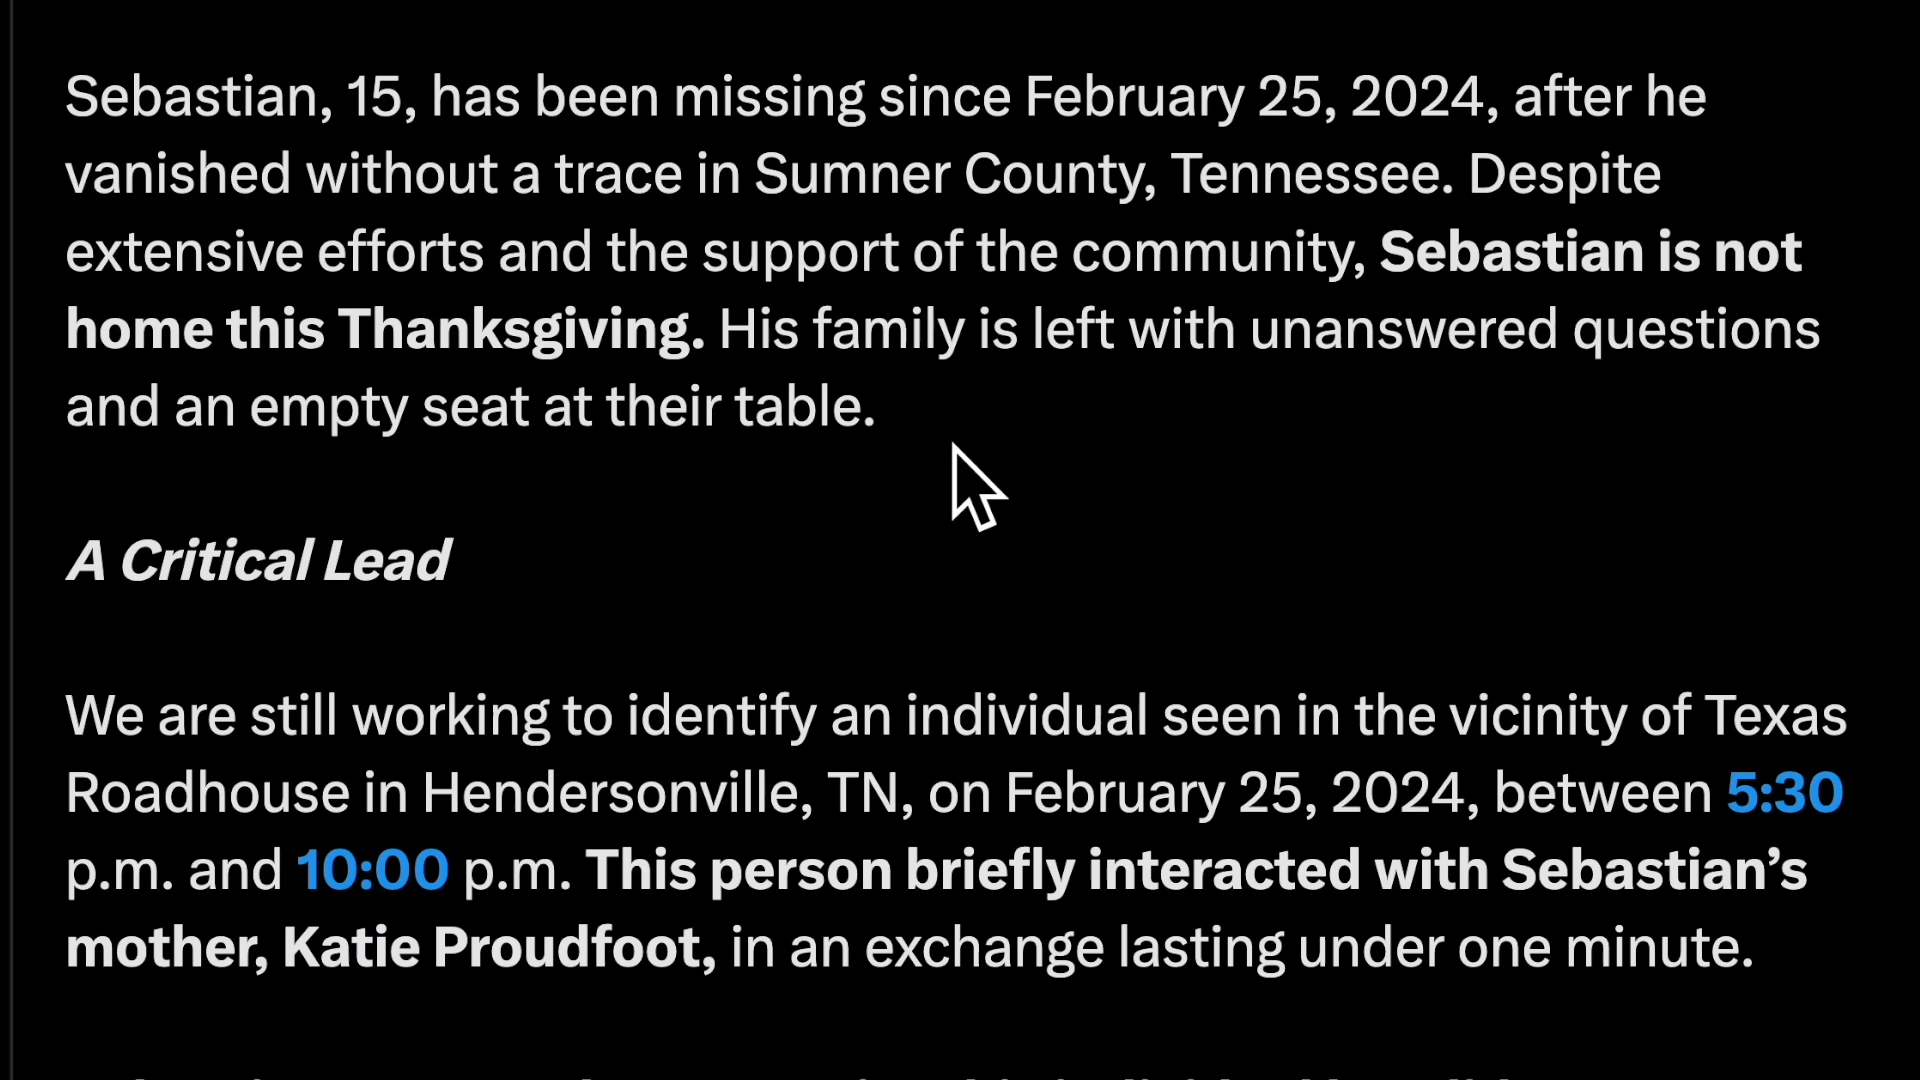 Sebastian, 15, has been missing since February 25, 2024, after he
vanished without a trace in Sumner County, Tennessee. Despite
extensive efforts and the support of the community, Sebastian is not
home this Thanksgiving. His family is left with unanswered questions
and an empty seat at their table.
A Critical Lead
We are still working to identify an individual seen in the vicinity of Texas
Roadhouse in Hendersonville, TN, on February 25, 2024, between 5:30
p.m. and 10:00 p.m. This person briefly interacted with Sebastian’s
mother, Katie Proudfoot, in an exchange lasting under one minute.